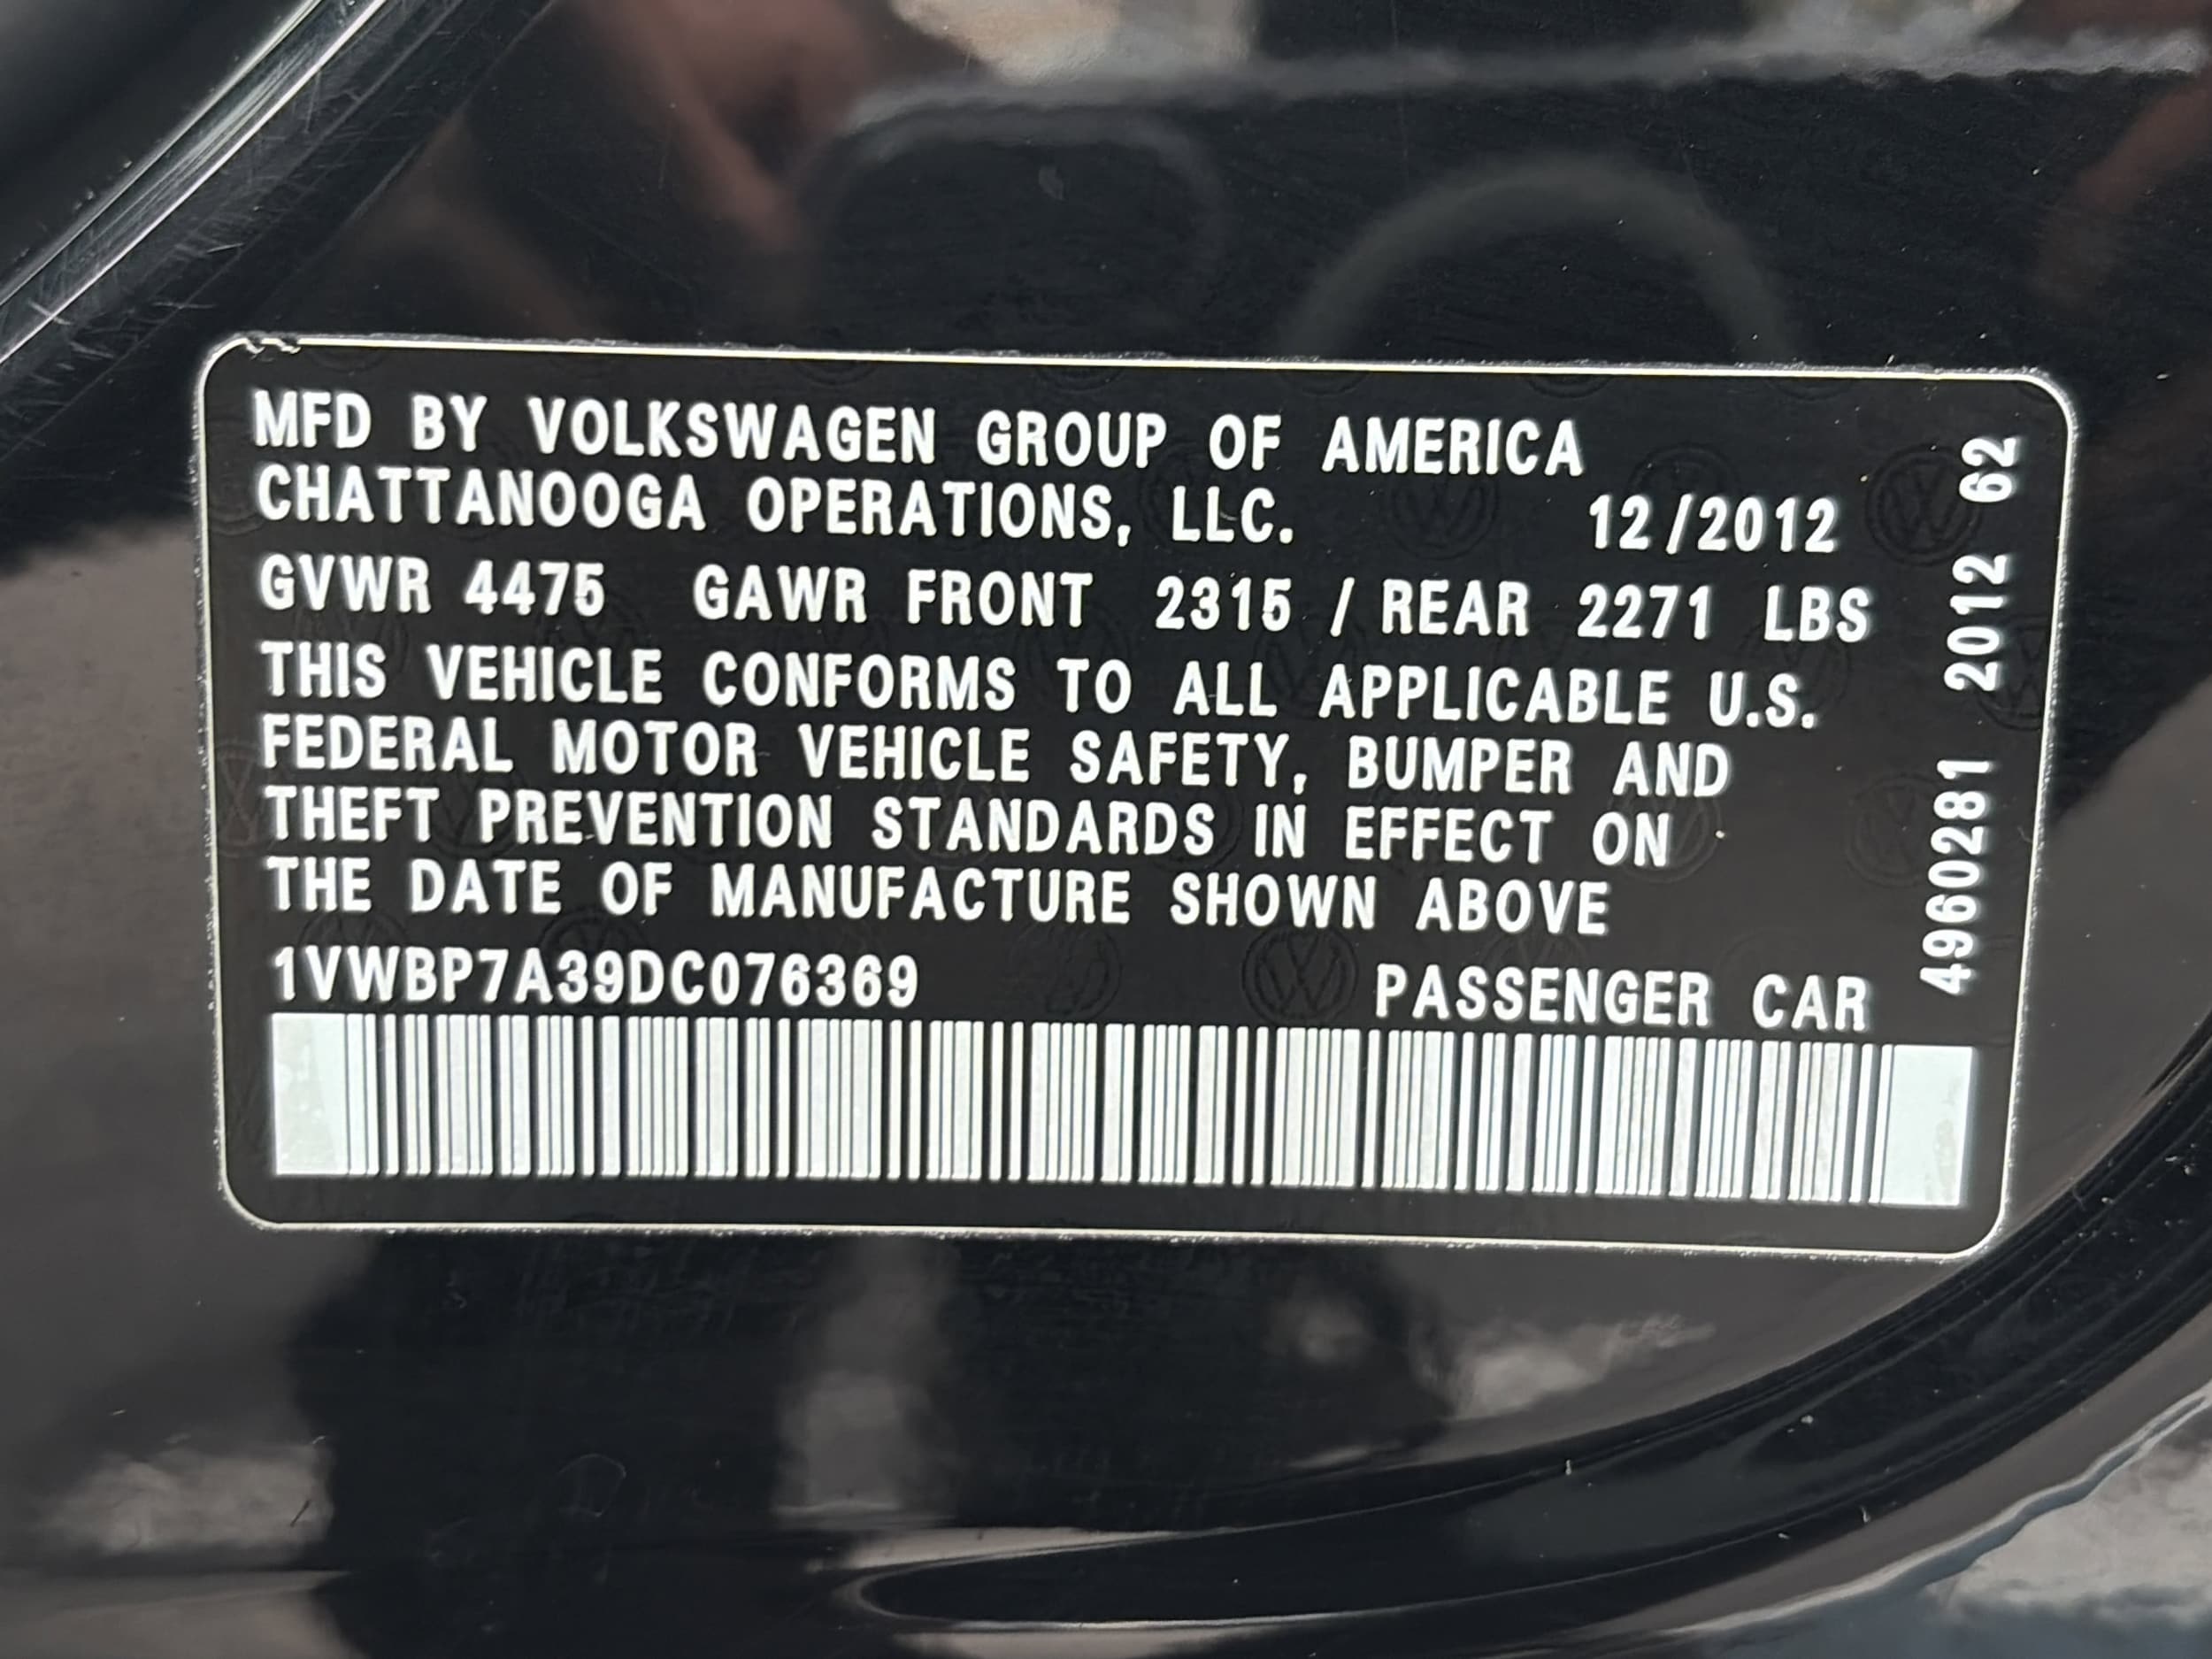 MFD BY VOLKSWAGEN GROUP OF AMERICA
CHATTANOOGA OPERATIONS, LLC. 12/2012
GVWR 4475 GAWR FRONT 2315 / REAR 2271 LBS
THIS VEHICLE CONFORMS TO ALL APPLICABLE U.S.
FEDERAL MOTOR VEHICLE SAFETY, BUMPER AND
THEFT PREVENTION STANDARDS IN EFFECT ON
THE DATE OF MANUFACTURE SHOWN ABOVE
1VWBP7A39DC076369 PASSENGER CAR
4960281 2012 62